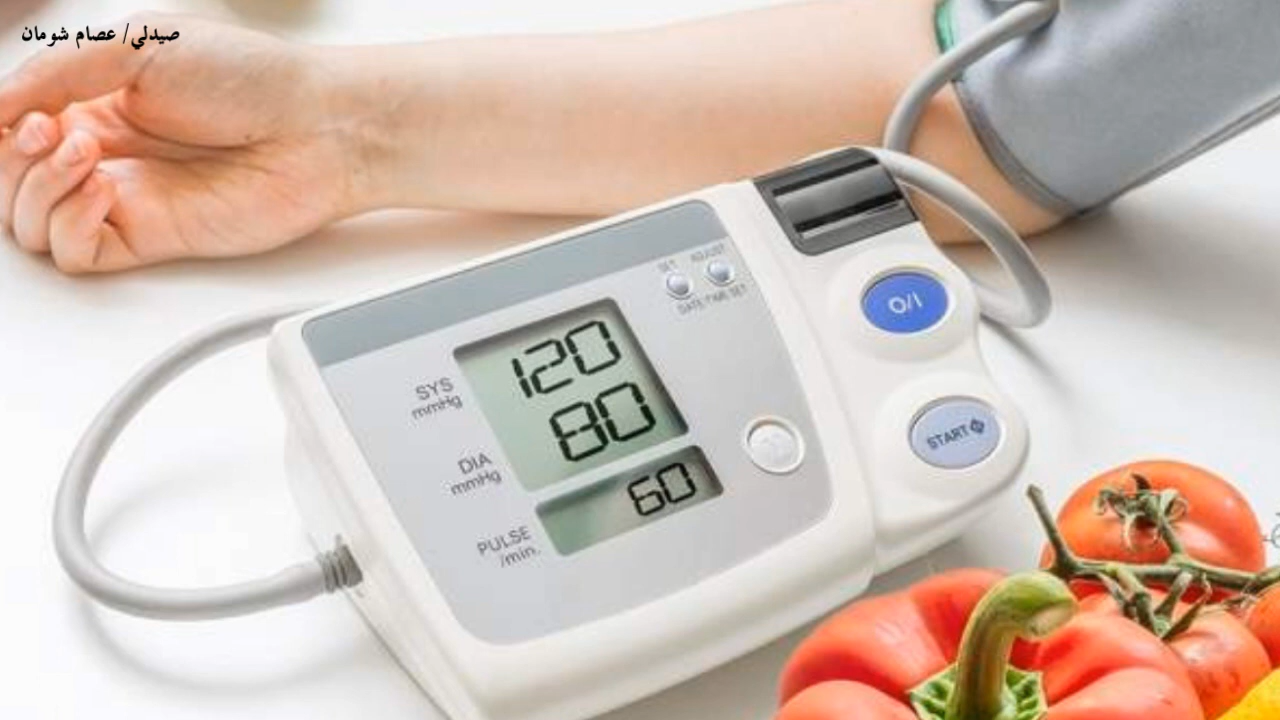 صيدلي/ عصام شومان
SET
ADJUST
DATE/TIME SET
O/I
120
SYS
mmHg
80
START
DIA
mmHg
60
PULSE
/min.